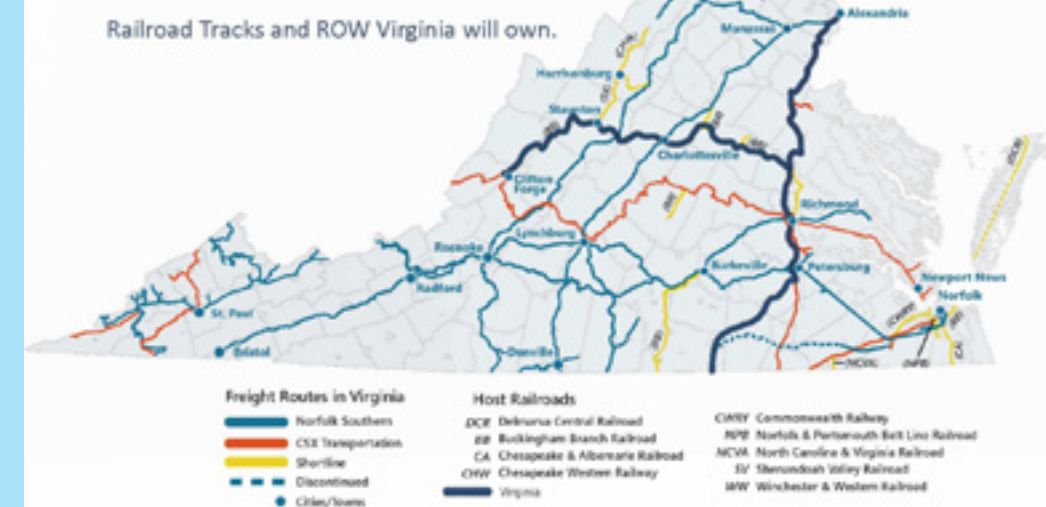 Railroad Tracks and ROW Virginia will own.
Alexandria
Manassas
Harrisonburg
Staunton
Charlottesville
Clifton
Forge
Richmond
Lynchburg
Roanoke
Radford
Burkeville
Petersburg
Newport News
Norfolk
St. Paul
Bristol
Danville
Freight Routes in Virginia
Norfolk Southern
CSX Transportation
Shortline
Discontinued
Cities/Towns
Host Railroads
DCR Delmarva Central Railroad
BB Buckingham Branch Railroad
CA Chesapeake & Albemarle Railroad
CHW Chesapeake Western Railway
Virginia
CWRY Commonwealth Railway
NPB Norfolk & Portsmouth Belt Line Railroad
NCVA North Carolina & Virginia Railroad
SV Shenandoah Valley Railroad
WW Winchester & Western Railroad